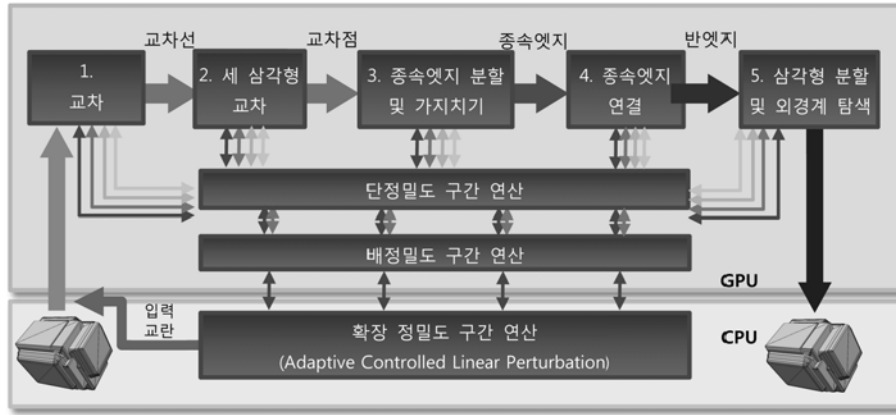 교차선
교차점
종속엣지
반엣지
1.
교차
2. 세 삼각형
교차
3. 종속엣지 분할
및 가지치기
4. 종속엣지
연결
5. 삼각형 분할
및 외경계 탐색
단정밀도 구간 연산
배정밀도 구간 연산
GPU
입력
교란
확장 정밀도 구간 연산
(Adaptive Controlled Linear Perturbation)
CPU